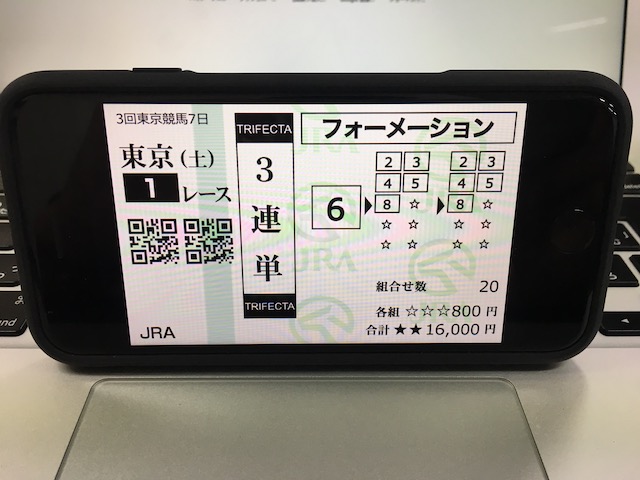 3回東京競馬7日
東京(土)
1レース
JRA
TRIFECTA
3連単
TRIFECTA
フォーメーション
6
2 3
4 5
8 ☆
☆ ☆
☆ ☆
2 3
4 5
8 ☆
☆ ☆
☆ ☆
組合せ数 20
各組 ☆☆☆800円
合計 ★★16,000円
JRA
JRA
JRA